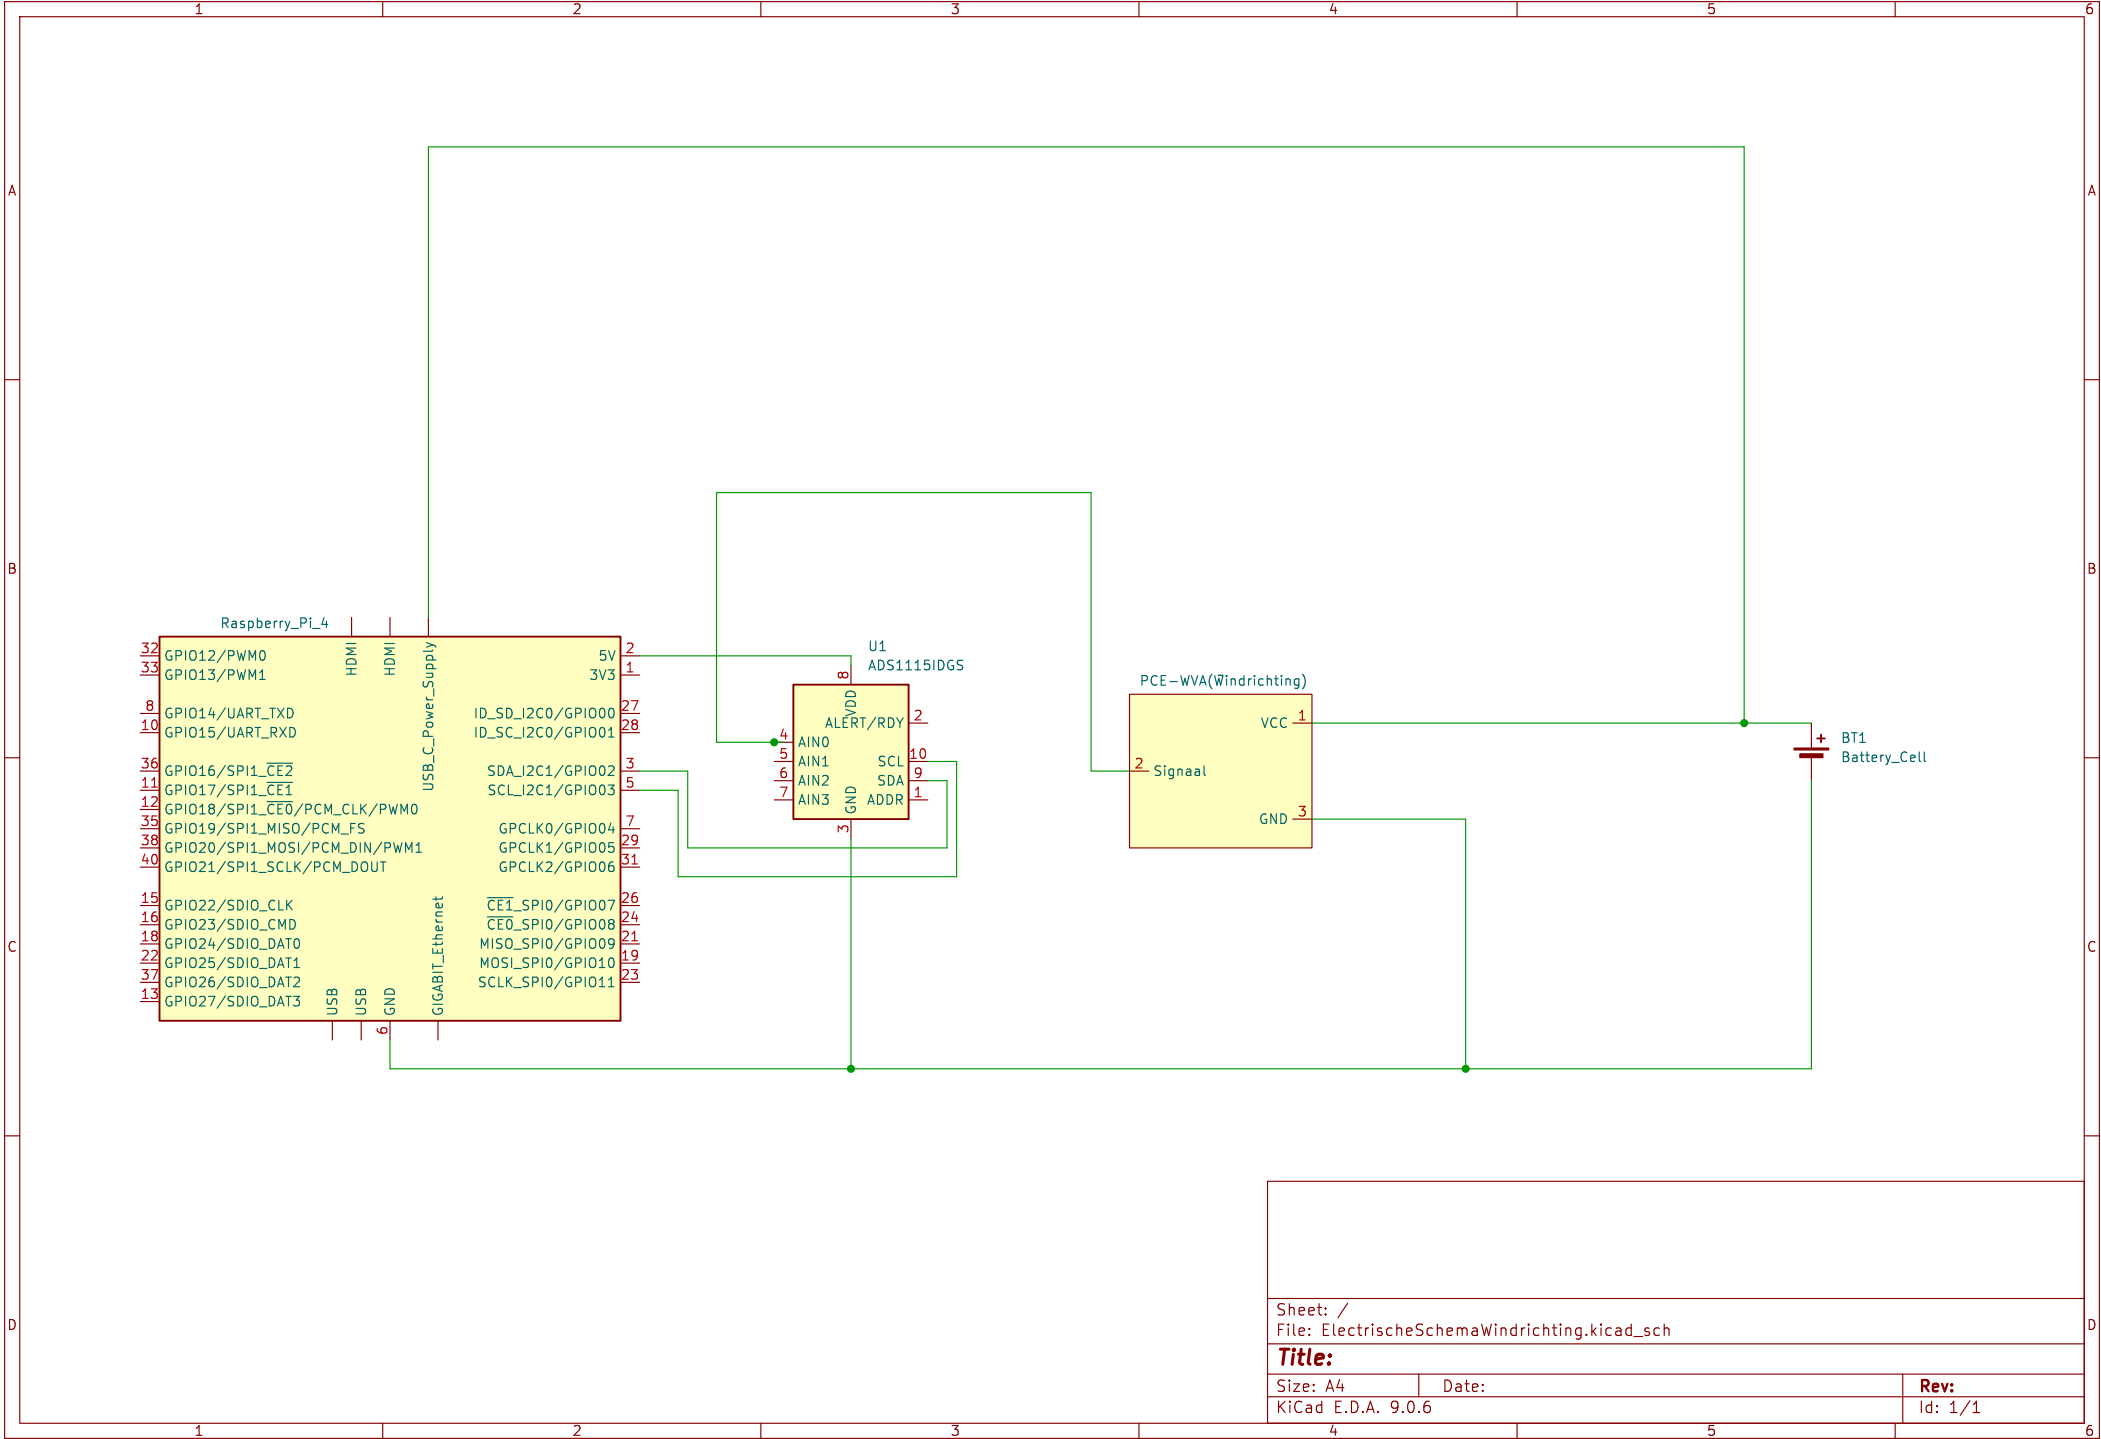 1 2 3 4 5 6
A A
B B
C C
D D
1 2 3 4 5 6
Raspberry_Pi_4
HDMI
HDMI
USB_C_Power_Supply
32 GPIO12/PWM0
33 GPIO13/PWM1
8 GPIO14/UART_TXD
10 GPIO15/UART_RXD
36 GPIO16/SPI1_CE2
11 GPIO17/SPI1_CE1
12 GPIO18/SPI1_CE0/PCM_CLK/PWM0
35 GPIO19/SPI1_MISO/PCM_FS
38 GPIO20/SPI1_MOSI/PCM_DIN/PWM1
40 GPIO21/SPI1_SCLK/PCM_DOUT
15 GPIO22/SDIO_CLK
16 GPIO23/SDIO_CMD
18 GPIO24/SDIO_DAT0
22 GPIO25/SDIO_DAT1
37 GPIO26/SDIO_DAT2
13 GPIO27/SDIO_DAT3
5V 2
3V3 1
ID_SD_I2C0/GPIO00 27
ID_SC_I2C0/GPIO01 28
SDA_I2C1/GPIO02 3
SCL_I2C1/GPIO03 5
GPCLK0/GPIO04 7
GPCLK1/GPIO05 29
GPCLK2/GPIO06 31
CE1_SPI0/GPIO07 26
CE0_SPI0/GPIO08 24
MISO_SPI0/GPIO09 21
MOSI_SPI0/GPIO10 19
SCLK_SPI0/GPIO11 23
USB
USB
GND 6
GIGABIT_Ethernet
U1
ADS1115IDGS
8 VDD
ALERT/RDY 2
4 AIN0
5 AIN1
6 AIN2
7 AIN3
SCL 10
SDA 9
ADDR 1
GND 3
PCE-WVA(Windrichting)
VCC 1
2 Signaal
GND 3
+
BT1
Battery_Cell
Sheet: /
File: ElectrischeSchemaWindrichting.kicad_sch
Title:
Size: A4 Date: Rev:
KiCad E.D.A. 9.0.6 Id: 1/1